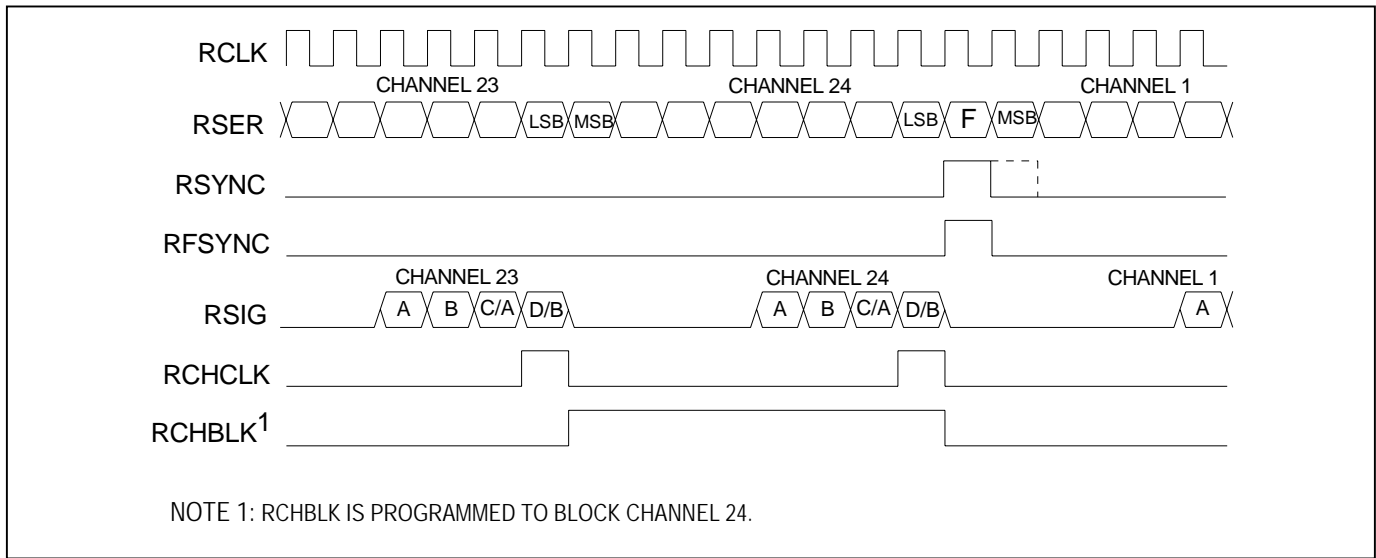 RCLK
CHANNEL 23 CHANNEL 24 CHANNEL 1
RSER LSB MSB LSB F MSB
RSYNC
RFSYNC
CHANNEL 23 CHANNEL 24 CHANNEL 1
RSIG A B C/A D/B A B C/A D/B A
RCHCLK
RCHBLK1
NOTE 1: RCHBLK IS PROGRAMMED TO BLOCK CHANNEL 24.